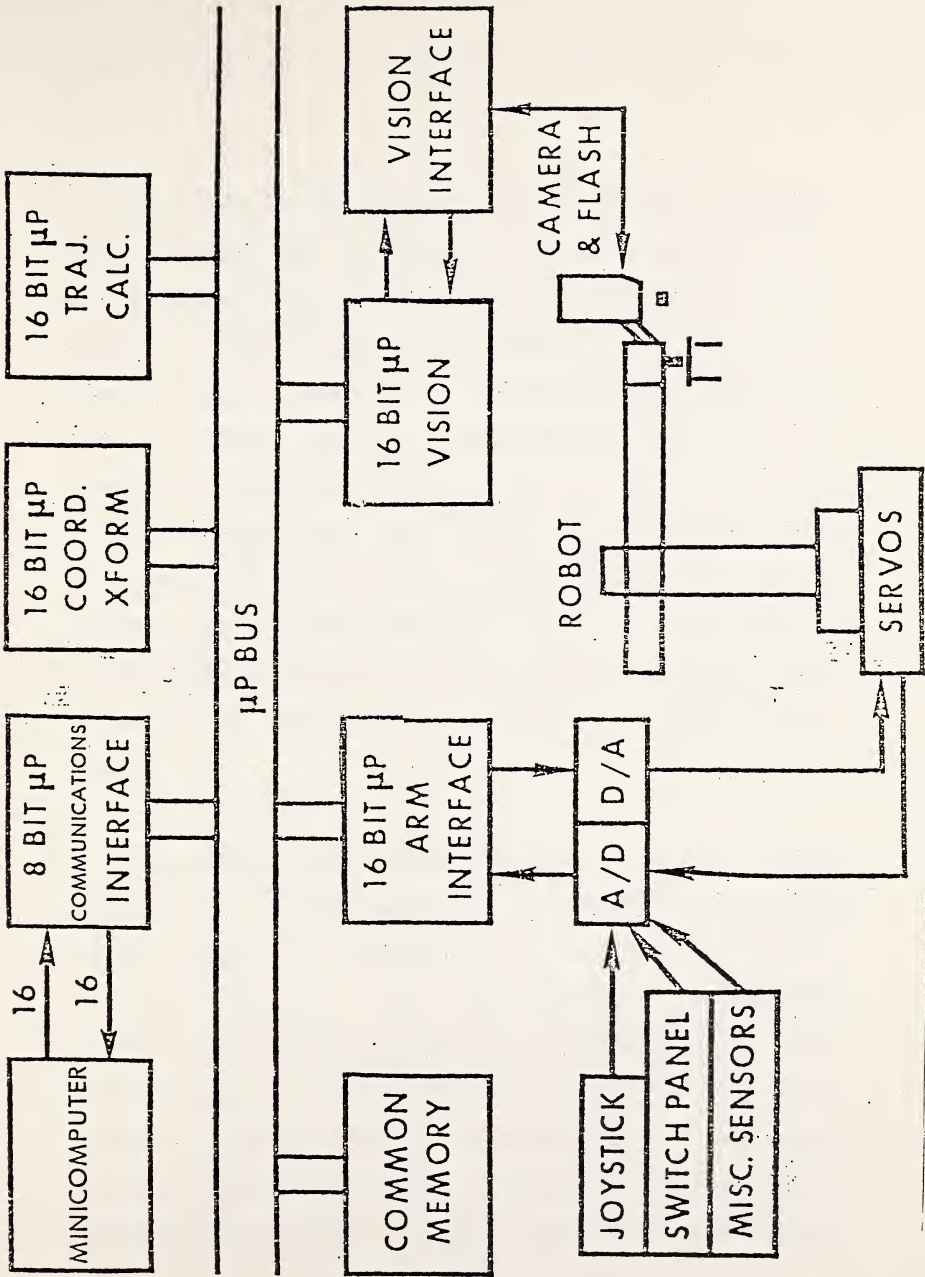 MINICOMPUTER
16
16
8 BIT µP
COMMUNICATIONS
INTERFACE
16 BIT µP
COORD.
XFORM
16 BIT µP
TRAJ.
CALC.
µP BUS
COMMON
MEMORY
16 BIT µP
ARM
INTERFACE
16 BIT µP
VISION
VISION
INTERFACE
JOYSTICK
SWITCH PANEL
MISC. SENSORS
A/D
D/A
ROBOT
CAMERA
& FLASH
SERVOS